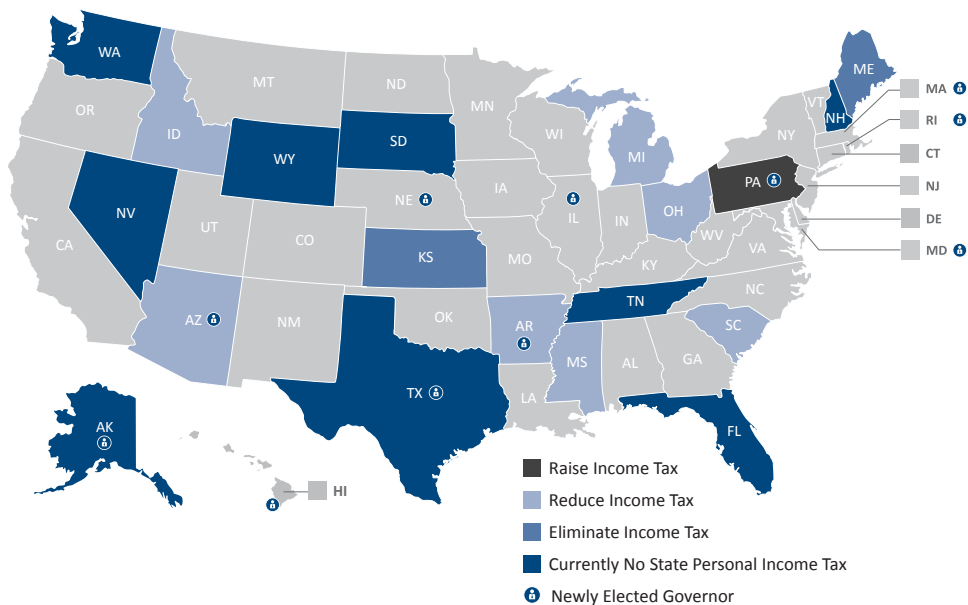 WA
MT
ND
MN
ME
OR
ID
WY
SD
WI
MI
VT
NH
NY
MA
RI
CT
NJ
DE
MD
PA
NV
UT
CO
NE
IA
IL
IN
OH
WV
VA
CA
KS
MO
KY
NC
AZ
NM
OK
AR
TN
SC
MS
AL
GA
TX
LA
FL
AK
HI
Raise Income Tax
Reduce Income Tax
Eliminate Income Tax
Currently No State Personal Income Tax
Newly Elected Governor